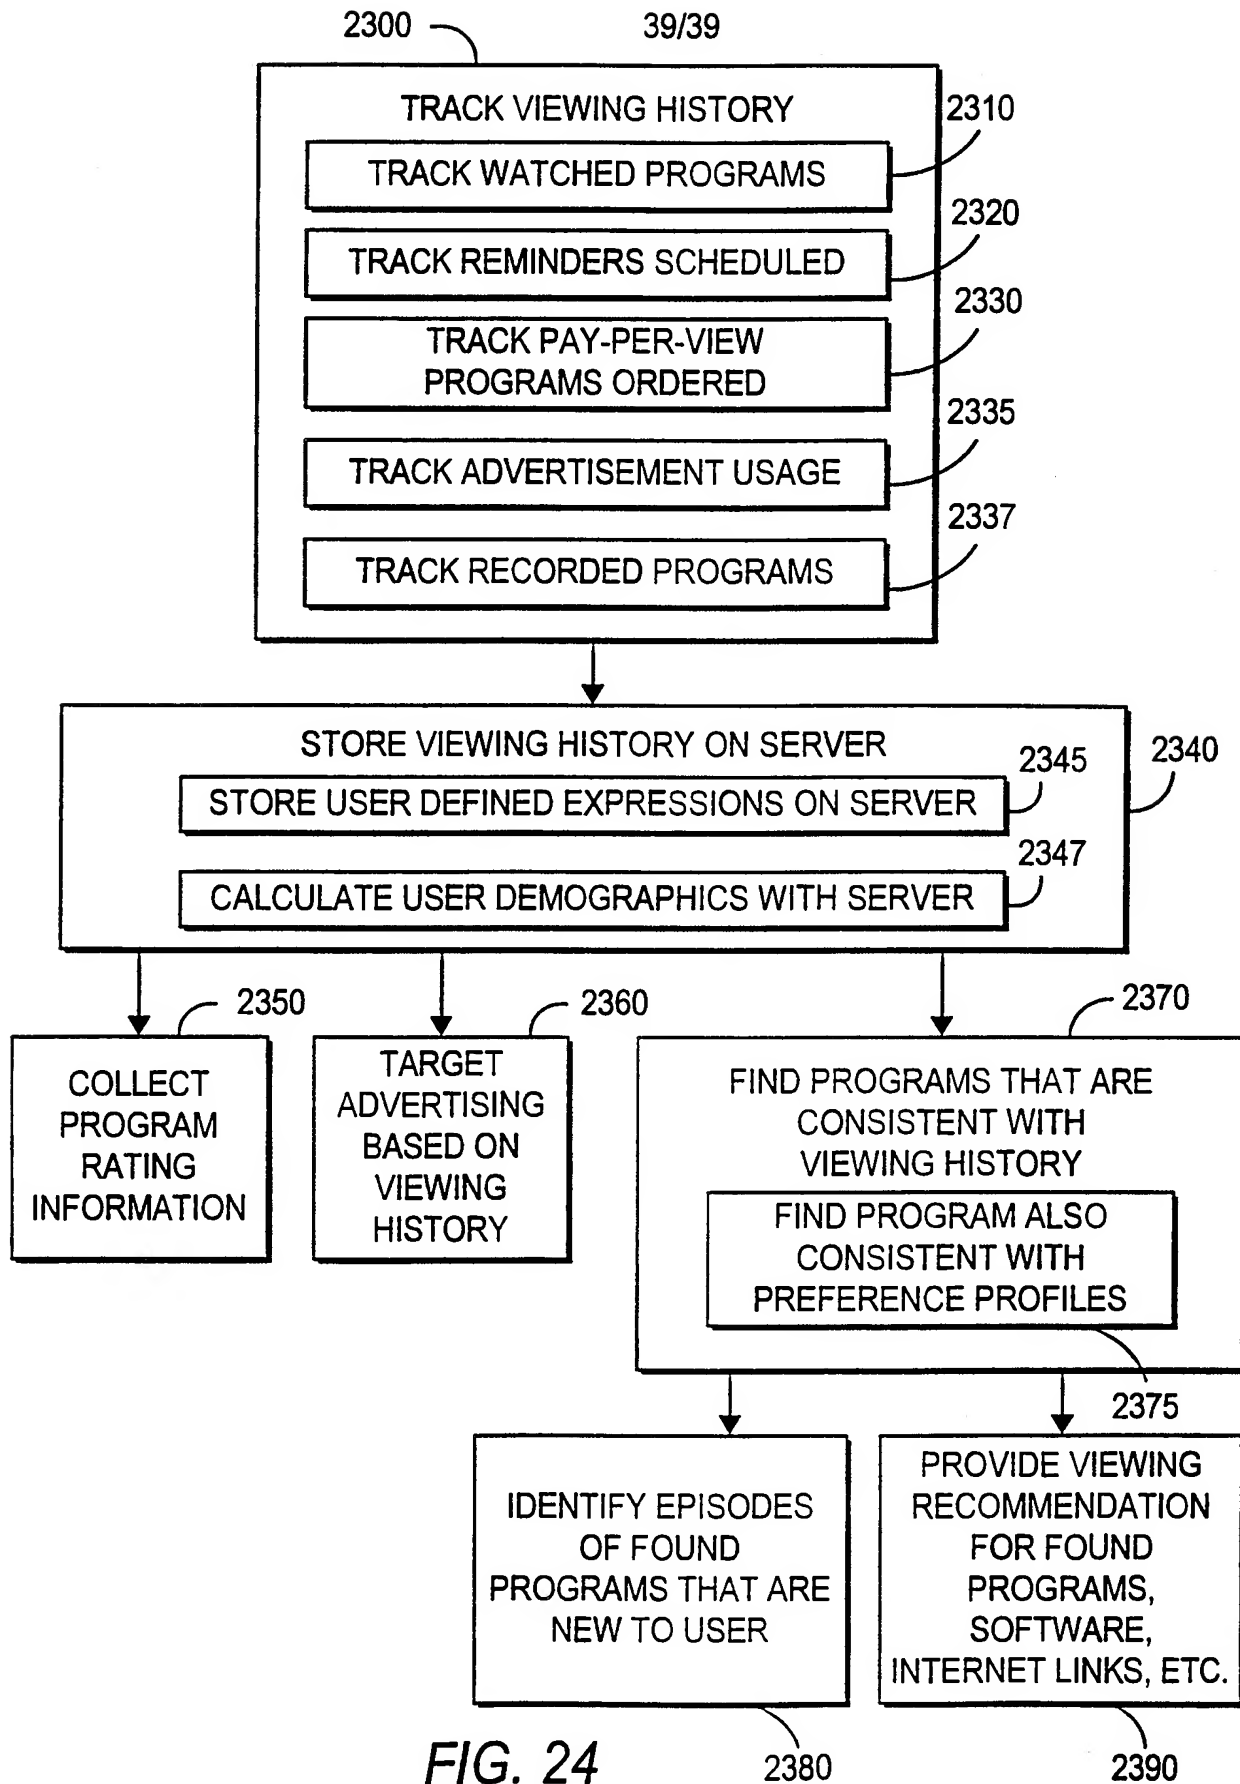 2300
39/39
TRACK VIEWING HISTORY
2310
TRACK WATCHED PROGRAMS
2320
TRACK REMINDERS SCHEDULED
2330
TRACK PAY-PER-VIEW
PROGRAMS ORDERED
2335
TRACK ADVERTISEMENT USAGE
2337
TRACK RECORDED PROGRAMS
STORE VIEWING HISTORY ON SERVER
2340
2345
STORE USER DEFINED EXPRESSIONS ON SERVER
2347
CALCULATE USER DEMOGRAPHICS WITH SERVER
2350
COLLECT
PROGRAM
RATING
INFORMATION
2360
TARGET
ADVERTISING
BASED ON
VIEWING
HISTORY
2370
FIND PROGRAMS THAT ARE
CONSISTENT WITH
VIEWING HISTORY
FIND PROGRAM ALSO
CONSISTENT WITH
PREFERENCE PROFILES
2375
IDENTIFY EPISODES
OF FOUND
PROGRAMS THAT ARE
NEW TO USER
PROVIDE VIEWING
RECOMMENDATION
FOR FOUND
PROGRAMS,
SOFTWARE,
INTERNET LINKS, ETC.
FIG. 24
2380
2390